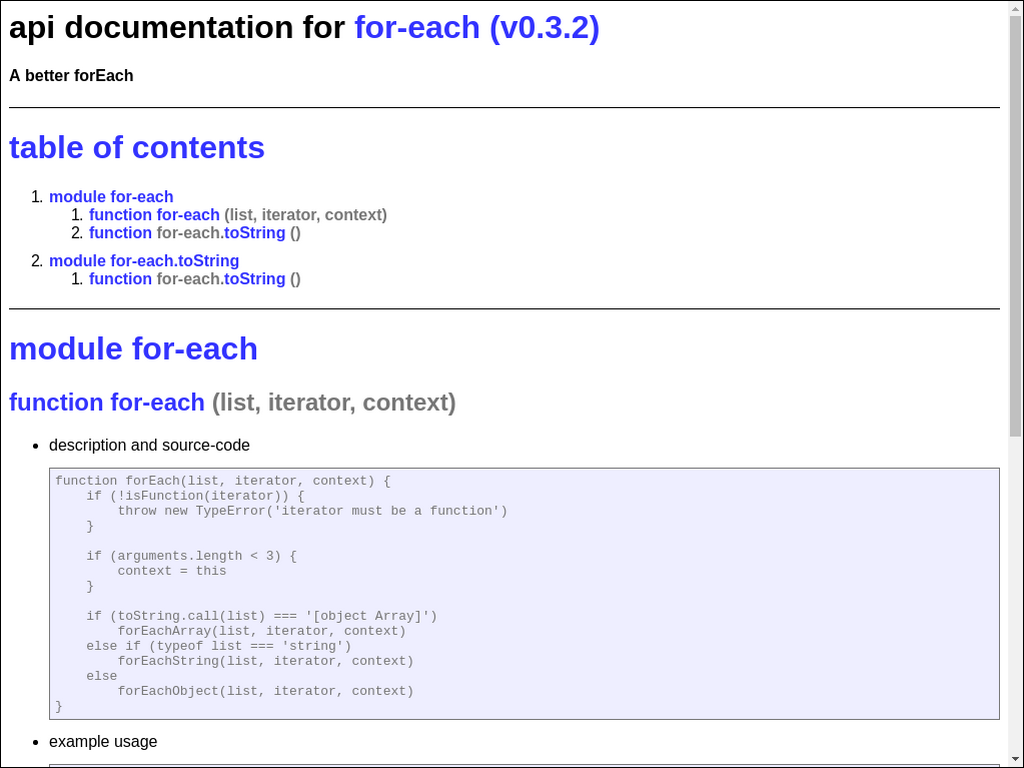 api documentation for for-each (v0.3.2)
A better forEach
table of contents
1. module for-each
1. function for-each (list, iterator, context)
2. function for-each.toString ()
2. module for-each.toString
1. function for-each.toString ()
module for-each
function for-each (list, iterator, context)
• description and source-code
function forEach(list, iterator, context) {
    if (!isFunction(iterator)) {
        throw new TypeError('iterator must be a function')
    }
    if (arguments.length < 3) {
        context = this
    }
    if (toString.call(list) === '[object Array]')
        forEachArray(list, iterator, context)
    else if (typeof list === 'string')
        forEachString(list, iterator, context)
    else
        forEachObject(list, iterator, context)
}
• example usage